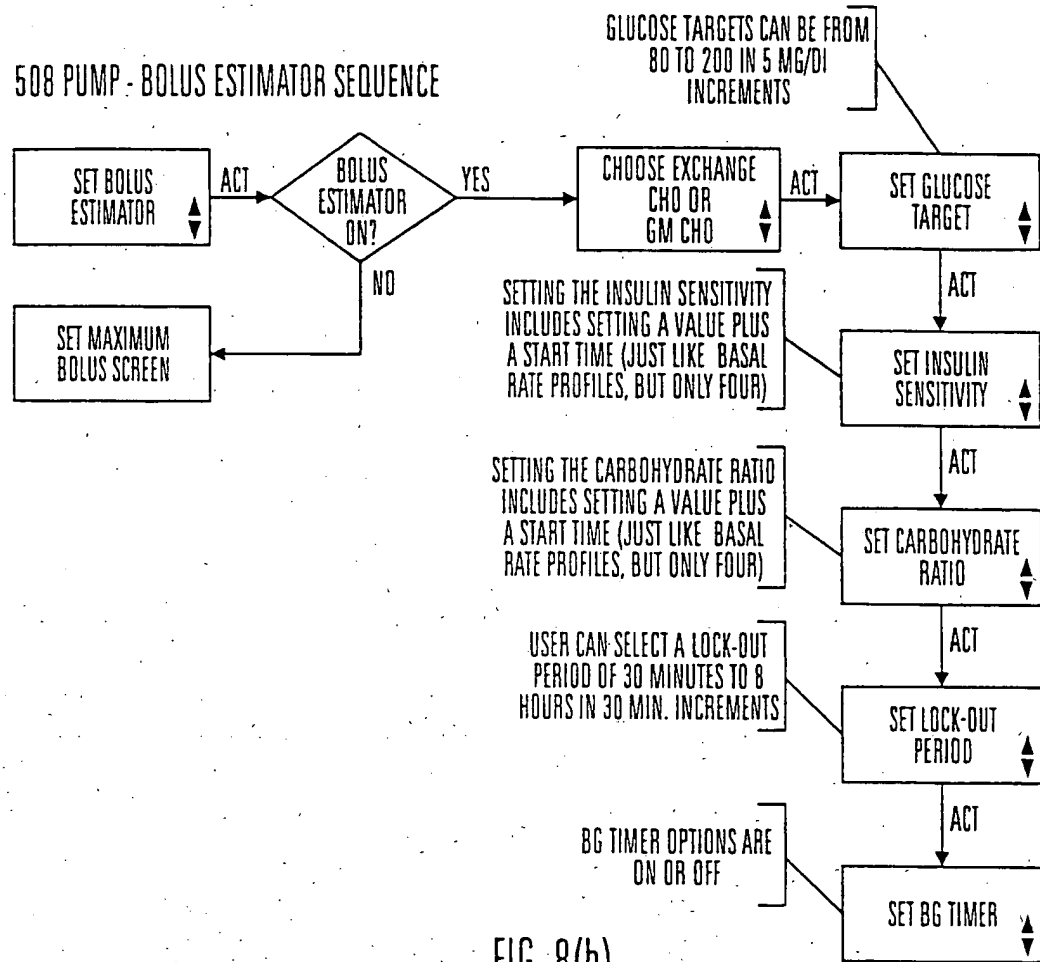 508 PUMP - BOLUS ESTIMATOR SEQUENCE
GLUCOSE TARGETS CAN BE FROM
80 TO 200 IN 5 MG/Dl
INCREMENTS
SET BOLUS
ESTIMATOR
ACT
BOLUS
ESTIMATOR
ON?
YES
CHOOSE EXCHANGE
CHO OR
GM CHO
ACT
SET GLUCOSE
TARGET
NO
ACT
SET MAXIMUM
BOLUS SCREEN
SETTING THE INSULIN SENSITIVITY
INCLUDES SETTING A VALUE PLUS
A START TIME (JUST LIKE BASAL
RATE PROFILES, BUT ONLY FOUR)
SET INSULIN
SENSITIVITY
ACT
SETTING THE CARBOHYDRATE RATIO
INCLUDES SETTING A VALUE PLUS
A START TIME (JUST LIKE BASAL
RATE PROFILES, BUT ONLY FOUR)
SET CARBOHYDRATE
RATIO
ACT
USER CAN SELECT A LOCK-OUT
PERIOD OF 30 MINUTES TO 8
HOURS IN 30 MIN. INCREMENTS
SET LOCK-OUT
PERIOD
ACT
BG TIMER OPTIONS ARE
ON OR OFF
SET BG TIMER
FIG. 8(b)